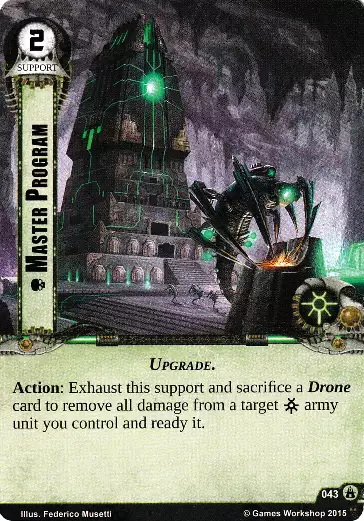 2
SUPPORT
MASTER PROGRAM
UPGRADE.
Action: Exhaust this support and sacrifice a Drone
card to remove all damage from a target army
unit you control and ready it.
043
Illus. Federico Musetti
© Games Workshop 2015